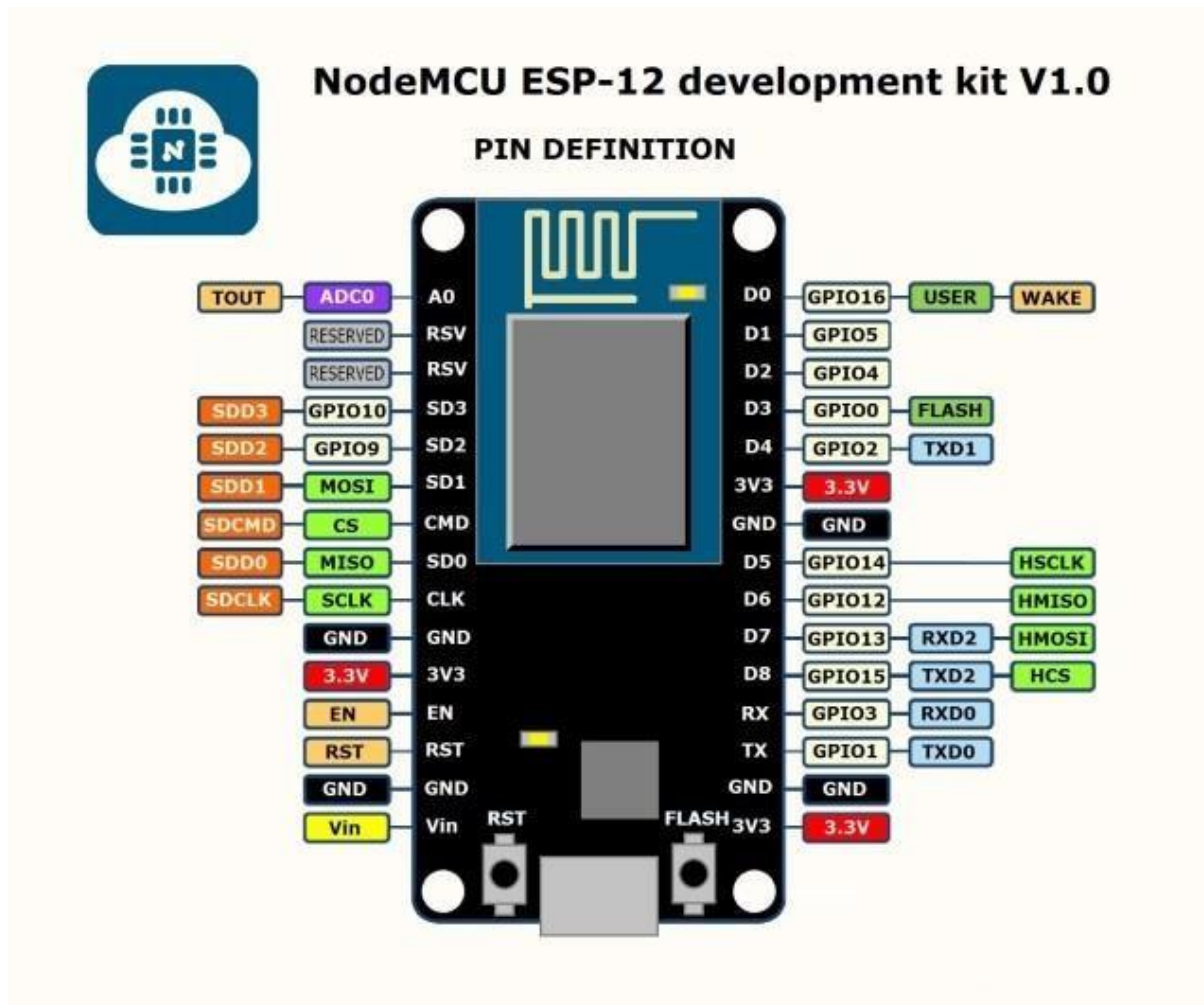 NodeMCU ESP-12 development kit V1.0
N
PIN DEFINITION
TOUT ADC0 A0 D0 GPIO16 USER WAKE
RESERVED RSV D1 GPIO5
RESERVED RSV D2 GPIO4
SDD3 GPIO10 SD3 D3 GPIO0 FLASH
SDD2 GPIO9 SD2 D4 GPIO2 TXD1
SDD1 MOSI SD1 3V3 3.3V
SDCMD CS CMD GND GND
SDD0 MISO SD0 D5 GPIO14 HSCLK
SDCLK SCLK CLK D6 GPIO12 HMISO
GND GND D7 GPIO13 RXD2 HMOSI
3.3V 3V3 D8 GPIO15 TXD2 HCS
EN EN RX GPIO3 RXD0
RST RST TX GPIO1 TXD0
GND GND GND GND
Vin Vin RST FLASH 3V3 3.3V